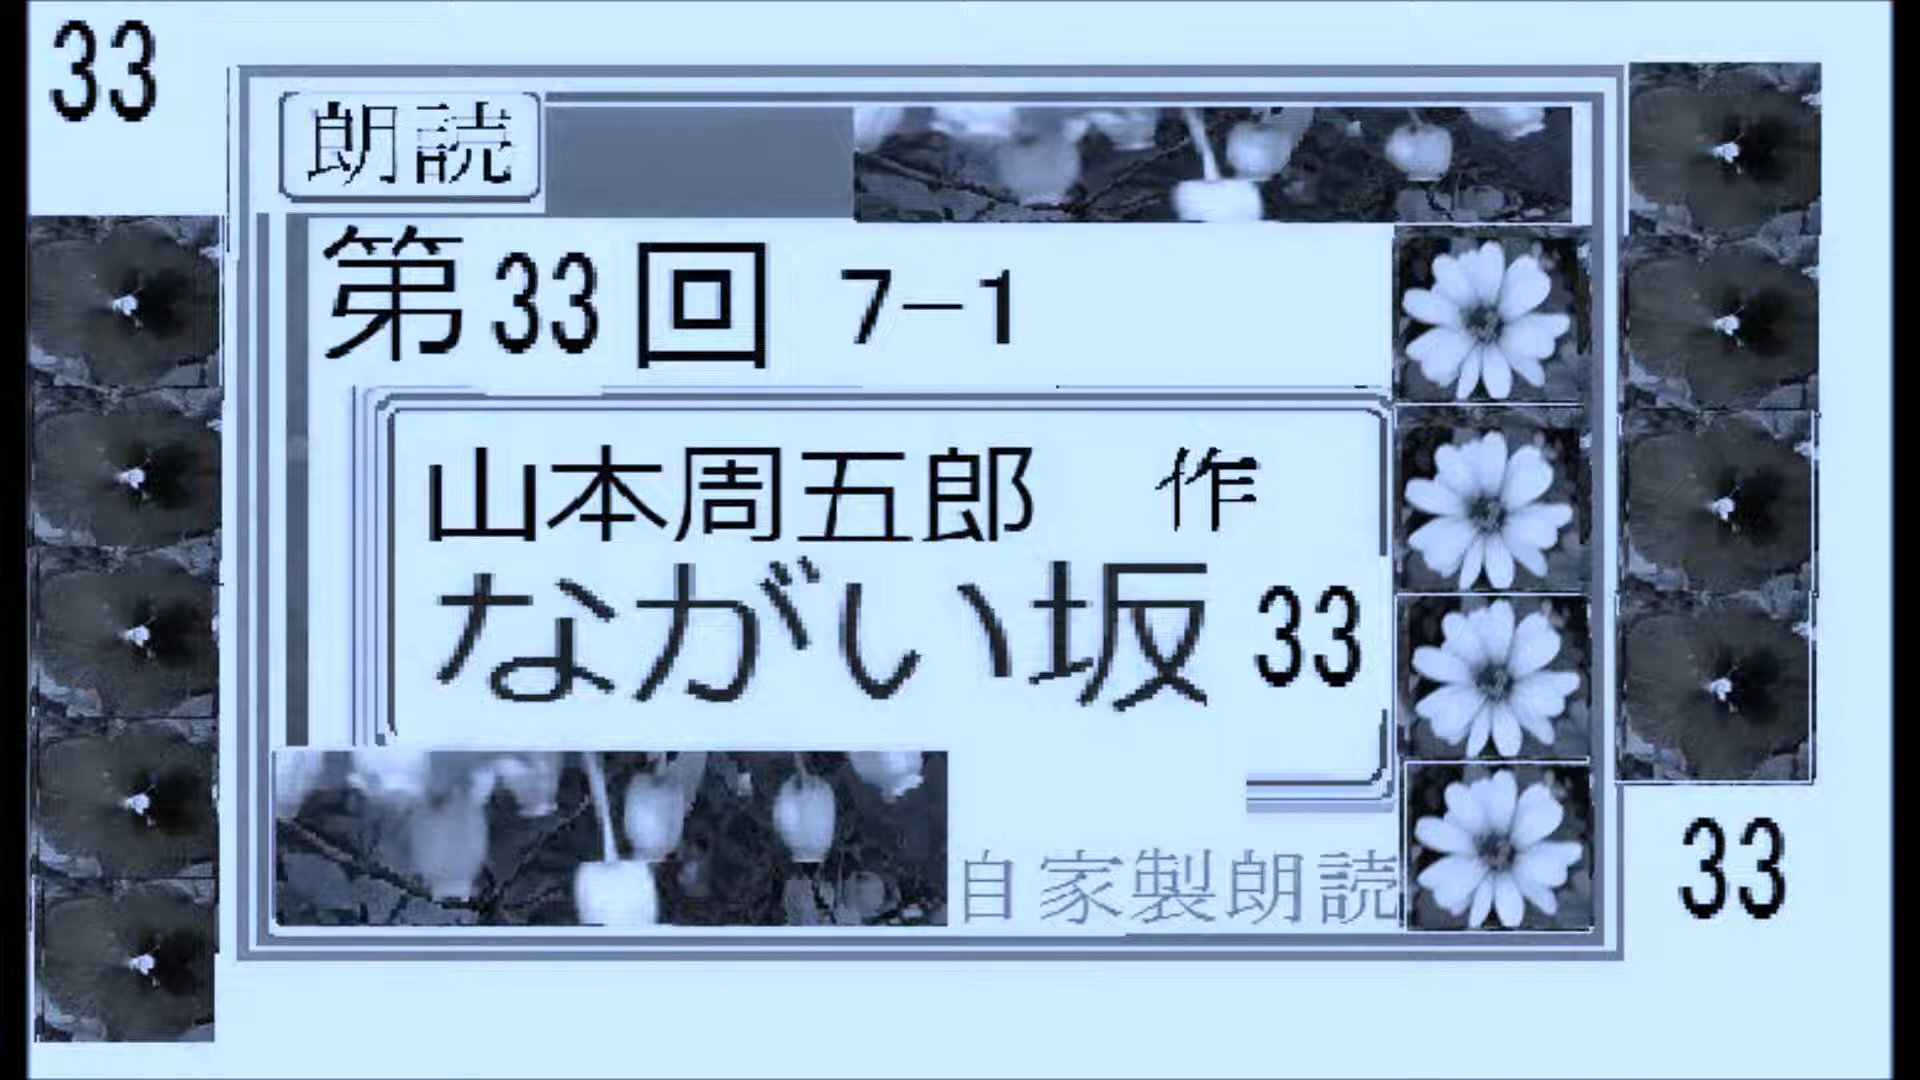 33
朗読
第33回 7-1
山本周五郎 作
ながい坂 33
自家製朗読
33